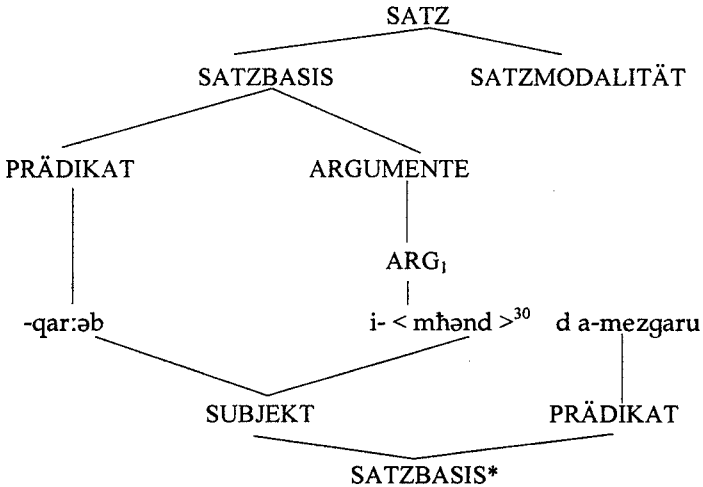 SATZ
SATZBASIS SATZMODALITÄT
PRÄDIKAT ARGUMENTE
ARG₁
-qar:əb i- < mħənd >³⁰ d a-mezgaru
SUBJEKT PRÄDIKAT
SATZBASIS*